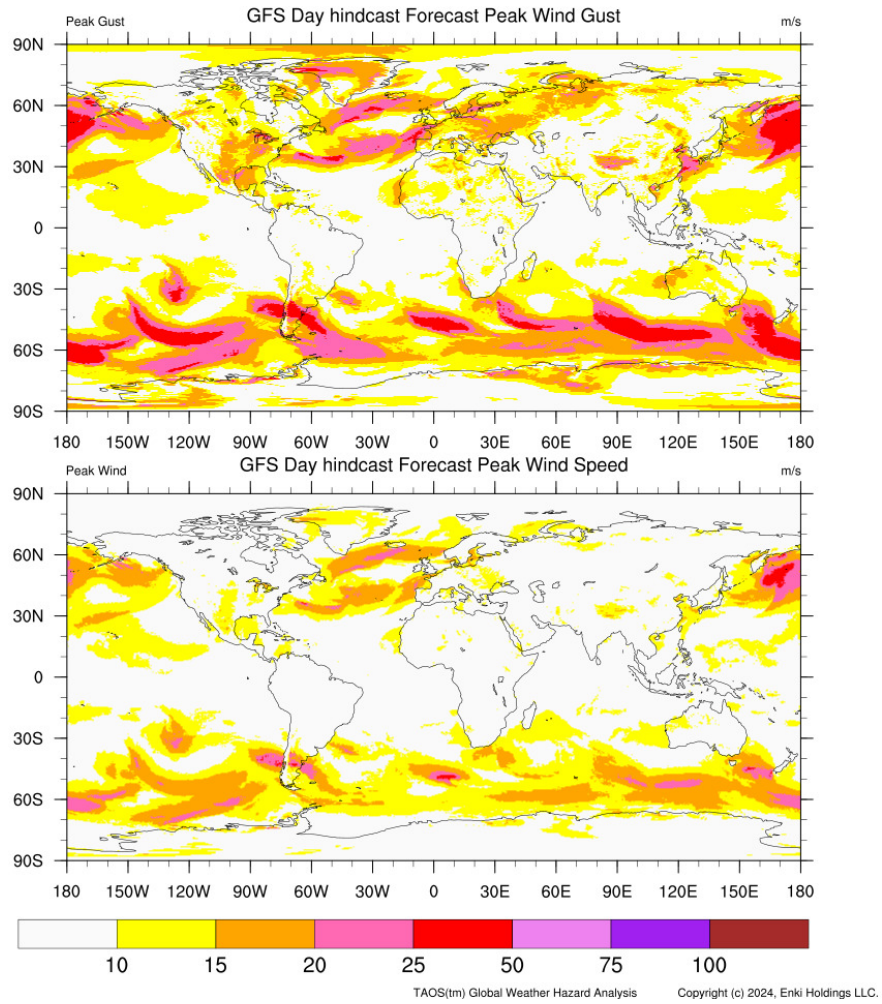 GFS Day hindcast Forecast Peak Wind Gust
Peak Gust
m/s
90N
60N
30N
0
30S
60S
90S
180 150W 120W 90W 60W 30W 0 30E 60E 90E 120E 150E 180
GFS Day hindcast Forecast Peak Wind Speed
Peak Wind
m/s
90N
60N
30N
0
30S
60S
90S
180 150W 120W 90W 60W 30W 0 30E 60E 90E 120E 150E 180
10 15 20 25 50 75 100
TAOS(tm) Global Weather Hazard Analysis Copyright (c) 2024, Enki Holdings LLC.